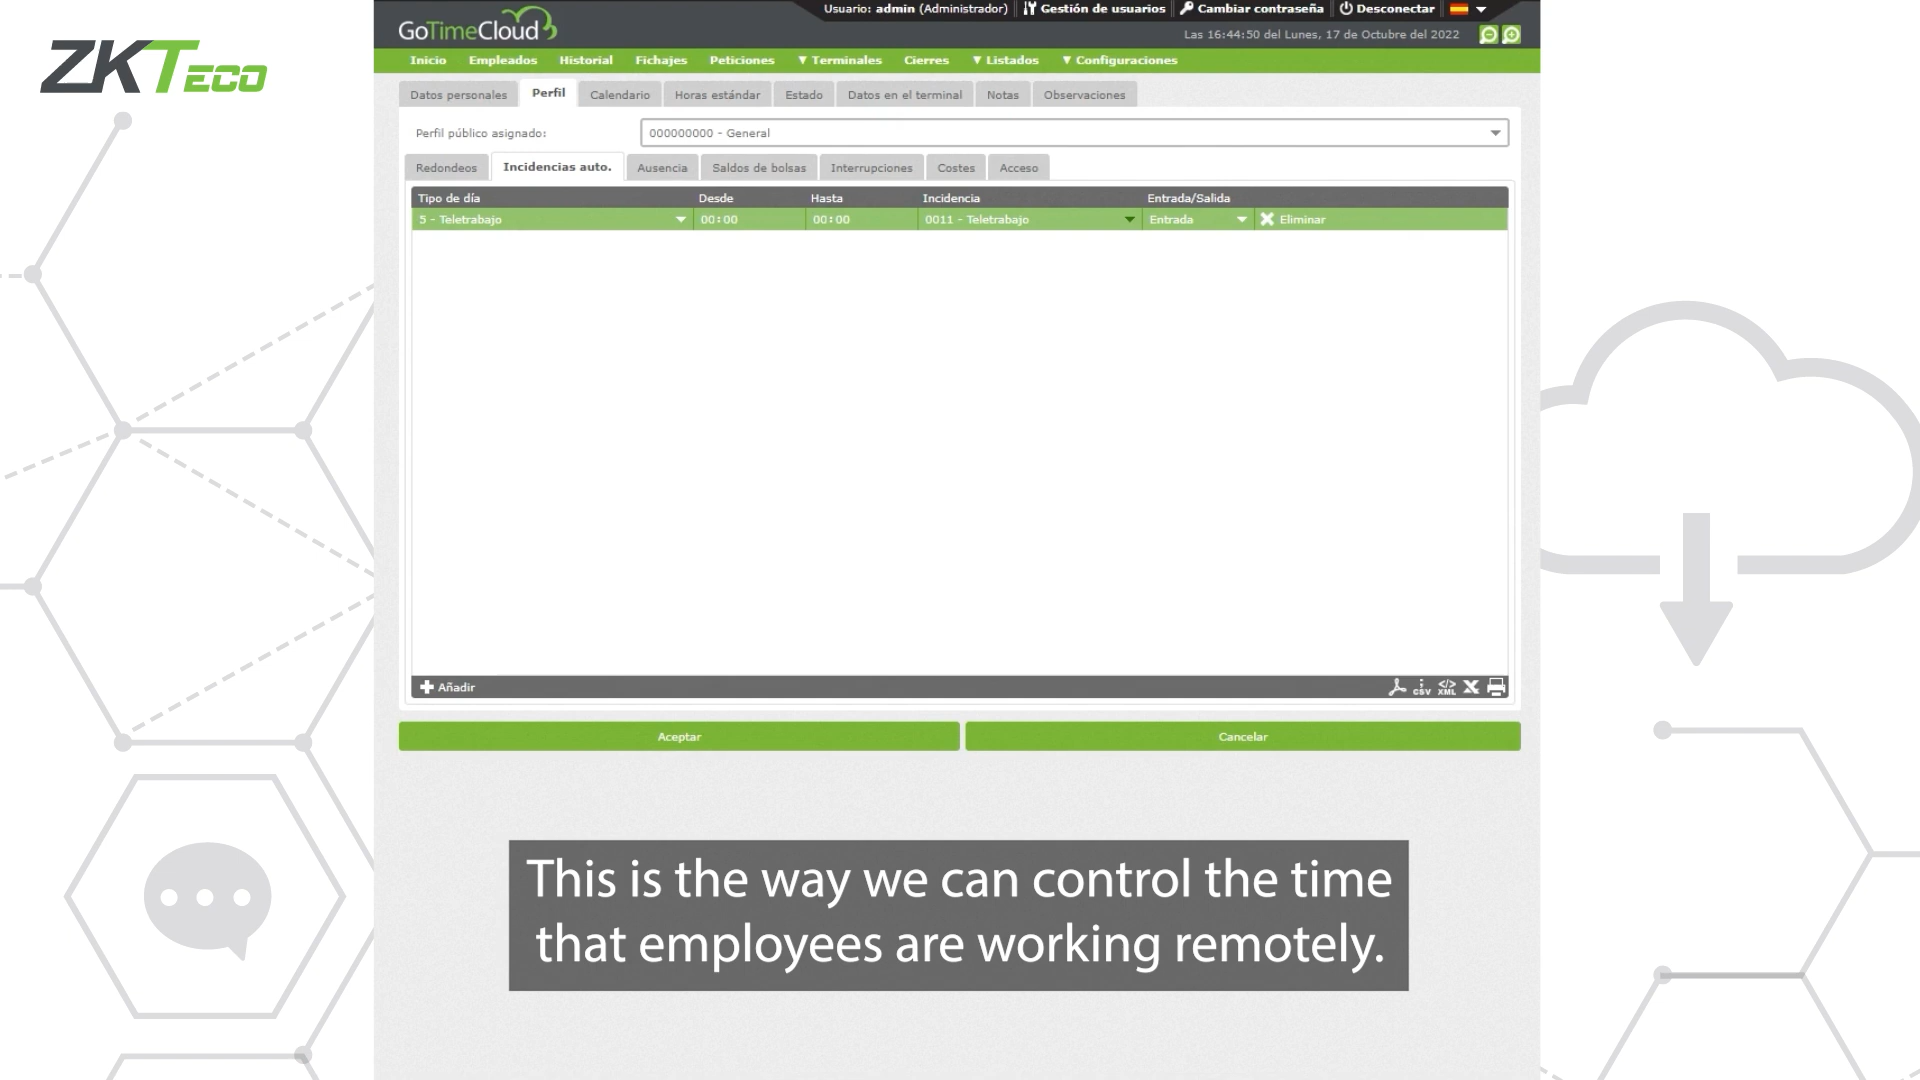 ZKTeco
GoTimeCloud
Usuario: admin (Administrador)
Gestión de usuarios
Cambiar contraseña
Desconectar
Las 16:44:50 del Lunes, 17 de Octubre del 2022
Inicio Empleados Historial Fichajes Peticiones ▼ Terminales Cierres ▼ Listados ▼ Configuraciones
Datos personales Perfil Calendario Horas estándar Estado Datos en el terminal Notas Observaciones
Perfil público asignado: 000000000 - General
Redondeos Incidencias auto. Ausencia Saldos de bolsas Interrupciones Costes Acceso
Tipo de día Desde Hasta Incidencia Entrada/Salida
5 - Teletrabajo 00:00 00:00 0011 - Teletrabajo Entrada Eliminar
Añadir
CSV XML
Aceptar Cancelar
This is the way we can control the time
that employees are working remotely.